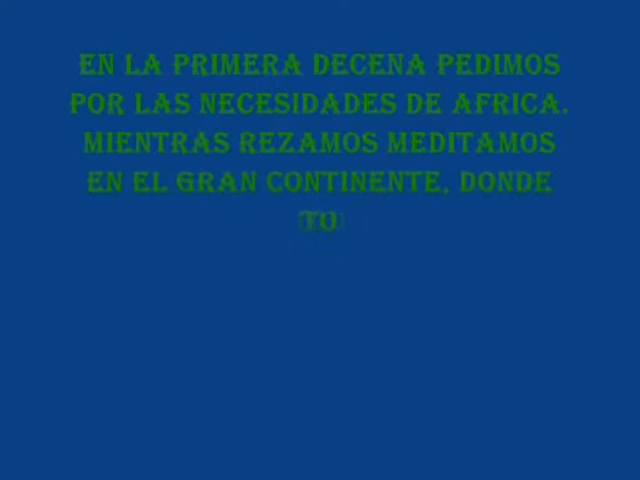 EN LA PRIMERA DECENA PEDIMOS
POR LAS NECESIDADES DE AFRICA.
MIENTRAS REZAMOS MEDITAMOS
EN EL GRAN CONTINENTE, DONDE
TO